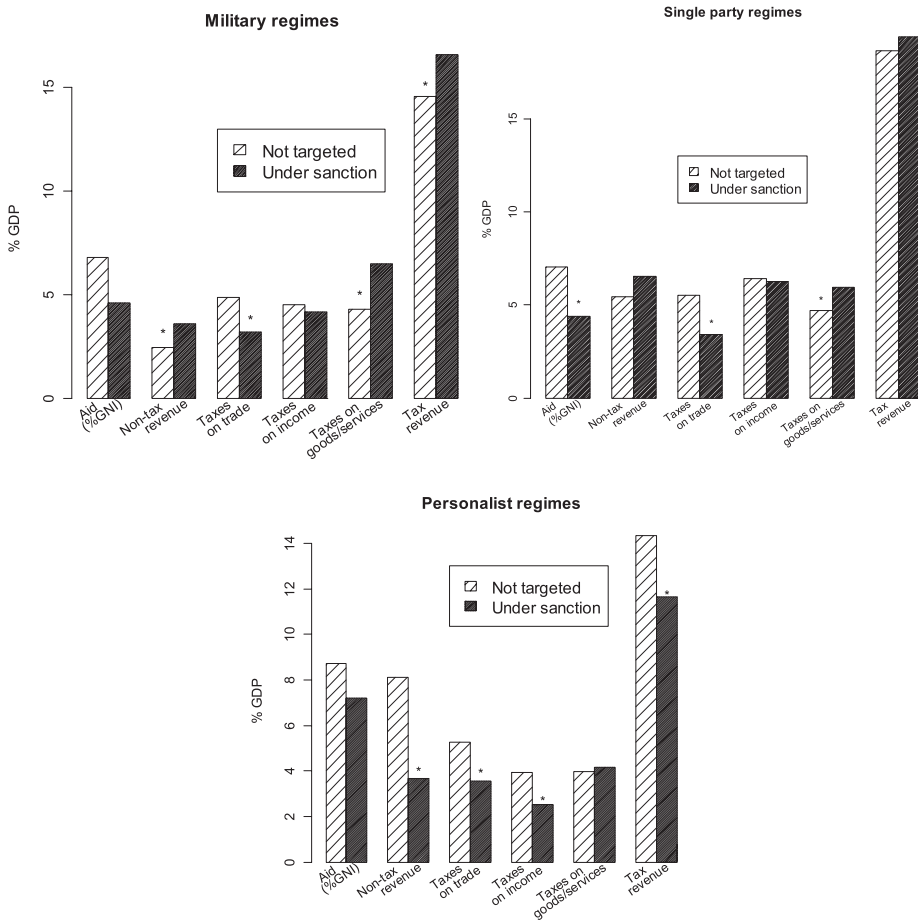 Military regimes
% GDP
15
10
5
0
Not targeted
Under sanction
*
*
*
*
Aid
(%GNI)
Non-tax
revenue
Taxes
on trade
Taxes
on income
Taxes on
goods/services
Tax
revenue
Single party regimes
% GDP
15
10
5
0
Not targeted
Under sanction
*
*
*
Aid
(%GNI)
Non-tax
revenue
Taxes
on trade
Taxes
on income
Taxes on
goods/services
Tax
revenue
Personalist regimes
% GDP
14
12
10
8
6
4
2
0
Not targeted
Under sanction
*
*
*
*
Aid
(%GNI)
Non-tax
revenue
Taxes
on trade
Taxes
on income
Taxes on
goods/services
Tax
revenue